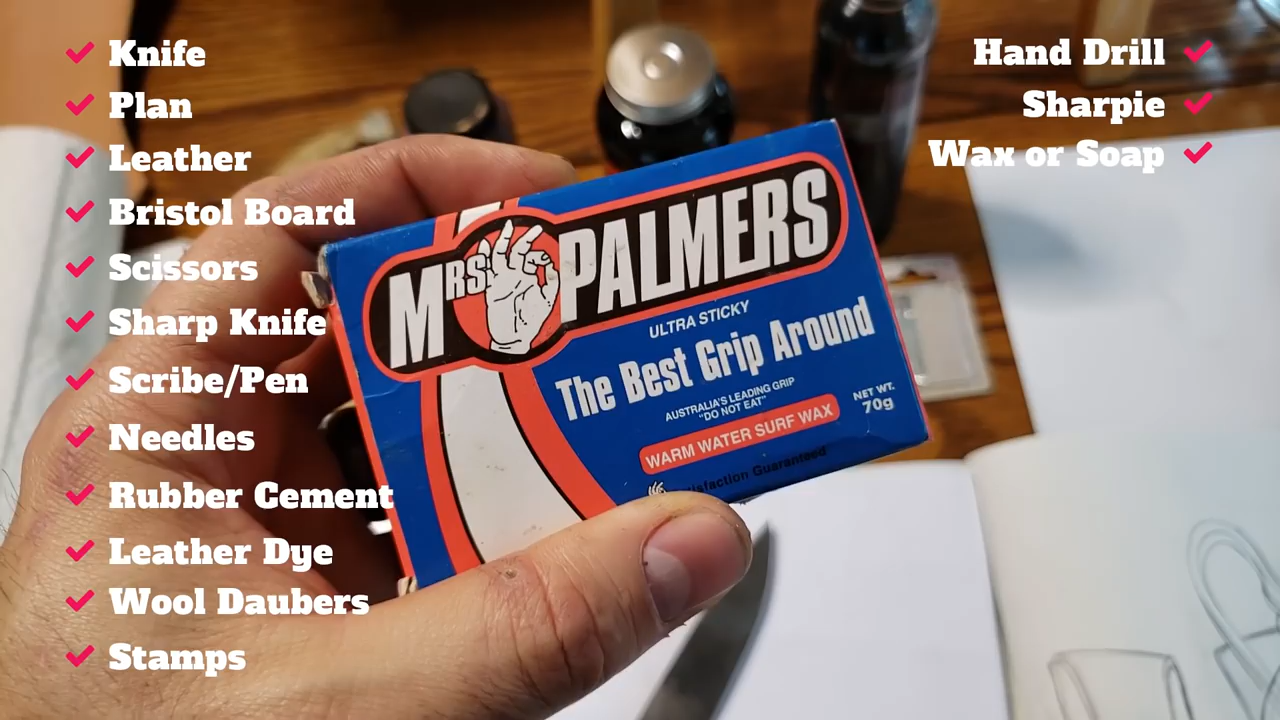 Knife
Plan
Leather
Bristol Board
Scissors
Sharp Knife
Scribe/Pen
Needles
Rubber Cement
Leather Dye
Wool Daubers
Stamps
Hand Drill
Sharpie
Wax or Soap
MRS. PALMERS
ULTRA STICKY
The Best Grip Around
AUSTRALIA'S LEADING GRIP
"DO NOT EAT"
WARM WATER SURF WAX
NET WT.
70g
Guaranteed